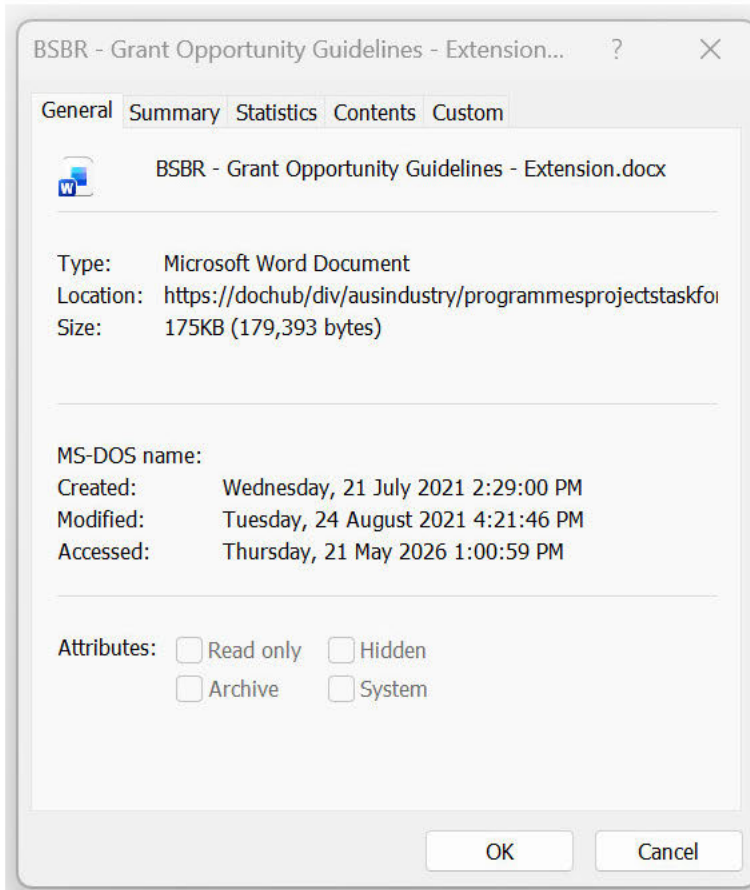 BSBR - Grant Opportunity Guidelines - Extension... ?
General Summary Statistics Contents Custom
BSBR - Grant Opportunity Guidelines - Extension.docx
Type: Microsoft Word Document
Location: https://dochub/div/ausindustry/programmesprojectstaskfor
Size: 175KB (179,393 bytes)
MS-DOS name:
Created: Wednesday, 21 July 2021 2:29:00 PM
Modified: Tuesday, 24 August 2021 4:21:46 PM
Accessed: Thursday, 21 May 2026 1:00:59 PM
Attributes: Read only Hidden
Archive System
OK Cancel